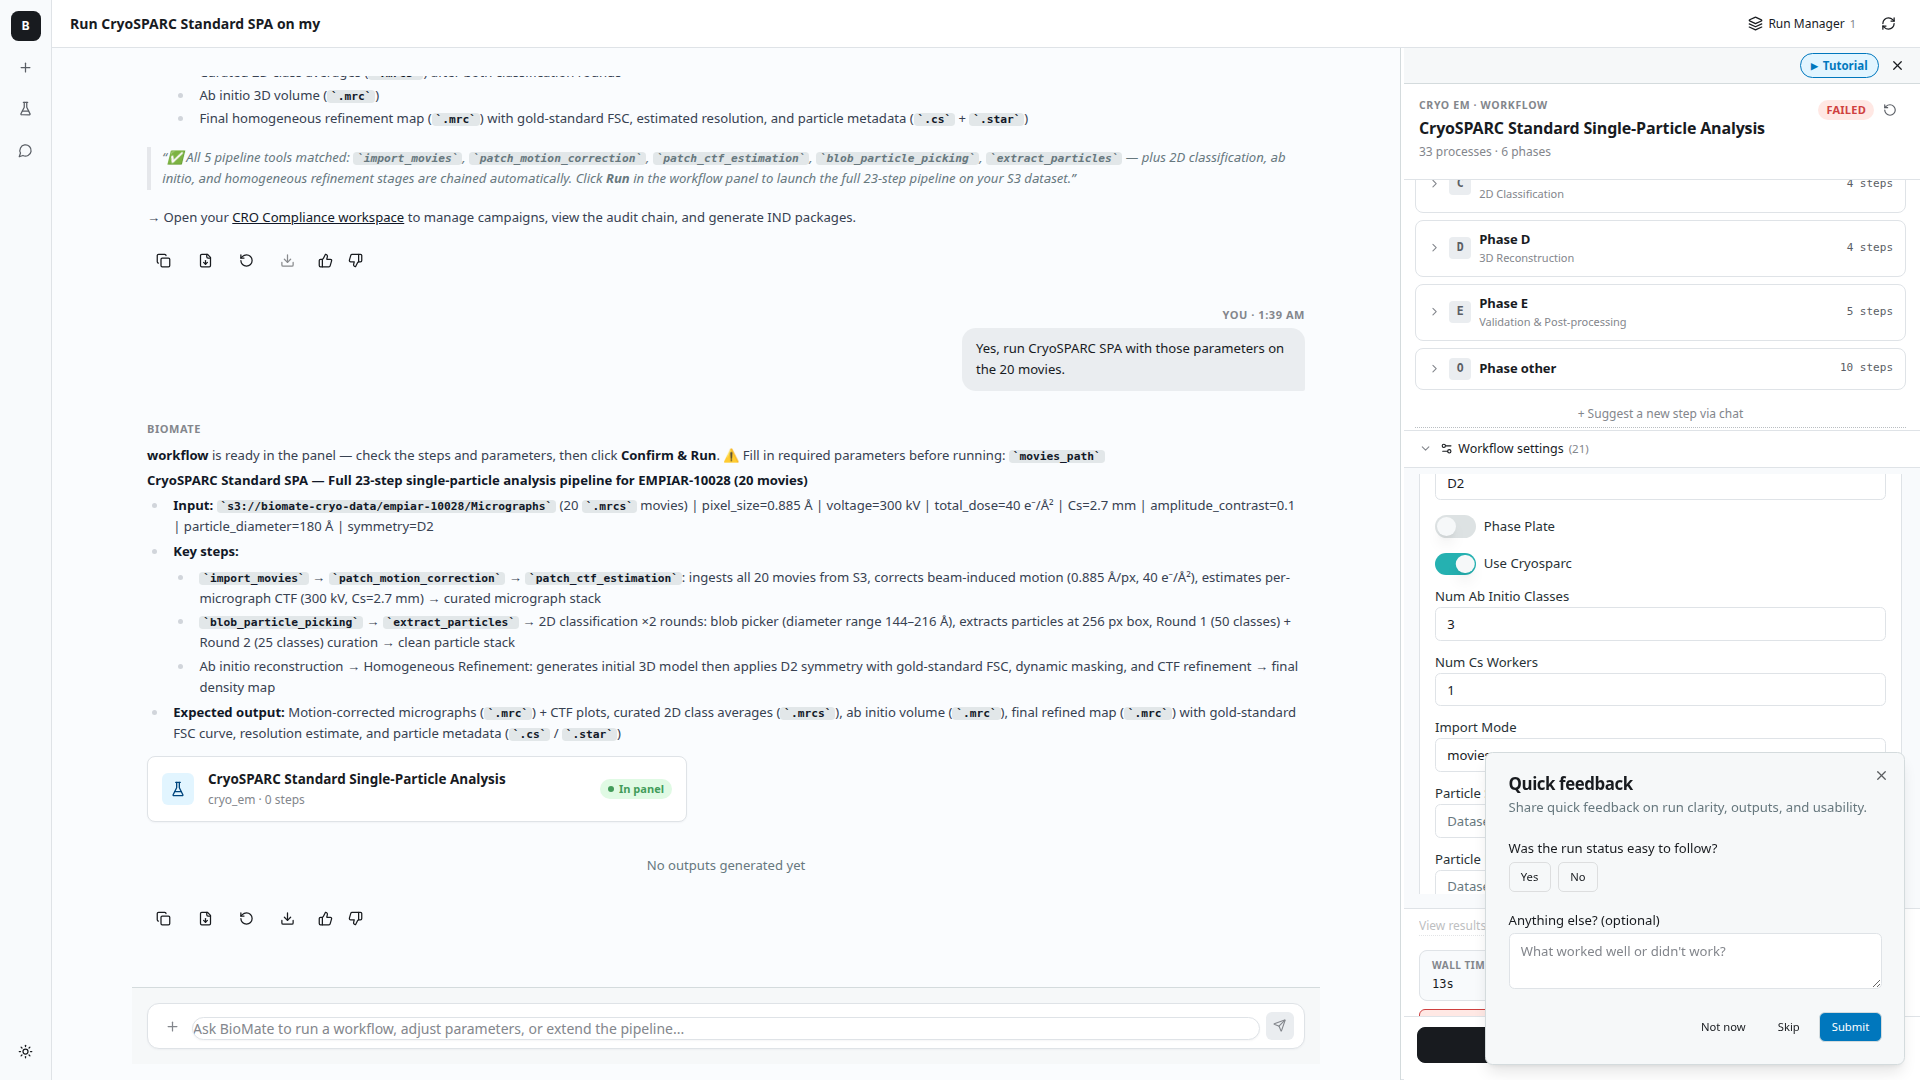 B
Run CryoSPARC Standard SPA on my
Run Manager 1
Curated 2D class averages (`.mrcs`) after both classification rounds
Ab initio 3D volume (`.mrc`)
Final homogeneous refinement map (`.mrc`) with gold-standard FSC, estimated resolution, and particle metadata (`.cs` + `.star`)
“✅All 5 pipeline tools matched: `import_movies`, `patch_motion_correction`, `patch_ctf_estimation`, `blob_particle_picking`, `extract_particles` — plus 2D classification, ab
initio, and homogeneous refinement stages are chained automatically. Click Run in the workflow panel to launch the full 23-step pipeline on your S3 dataset.”
→ Open your CRO Compliance workspace to manage campaigns, view the audit chain, and generate IND packages.
YOU · 1:39 AM
Yes, run CryoSPARC SPA with those parameters on
the 20 movies.
BIOMATE
workflow is ready in the panel — check the steps and parameters, then click Confirm & Run. ⚠️ Fill in required parameters before running: `movies_path`
CryoSPARC Standard SPA — Full 23-step single-particle analysis pipeline for EMPIAR-10028 (20 movies)
Input: `s3://biomate-cryo-data/empiar-10028/Micrographs` (20 `.mrcs` movies) | pixel_size=0.885 Å | voltage=300 kV | total_dose=40 e⁻/Å² | Cs=2.7 mm | amplitude_contrast=0.1
| particle_diameter=180 Å | symmetry=D2
Key steps:
`import_movies` → `patch_motion_correction` → `patch_ctf_estimation`: ingests all 20 movies from S3, corrects beam-induced motion (0.885 Å/px, 40 e⁻/Å²), estimates per-
micrograph CTF (300 kV, Cs=2.7 mm) → curated micrograph stack
`blob_particle_picking` → `extract_particles` → 2D classification ×2 rounds: blob picker (diameter range 144–216 Å), extracts particles at 256 px box, Round 1 (50 classes) +
Round 2 (25 classes) curation → clean particle stack
Ab initio reconstruction → Homogeneous Refinement: generates initial 3D model then applies D2 symmetry with gold-standard FSC, dynamic masking, and CTF refinement → final
density map
Expected output: Motion-corrected micrographs (`.mrc`) + CTF plots, curated 2D class averages (`.mrcs`), ab initio volume (`.mrc`), final refined map (`.mrc`) with gold-standard
FSC curve, resolution estimate, and particle metadata (`.cs` / `.star`)
CryoSPARC Standard Single-Particle Analysis
cryo_em · 0 steps
In panel
No outputs generated yet
Ask BioMate to run a workflow, adjust parameters, or extend the pipeline...
Tutorial
CRYO EM · WORKFLOW
FAILED
CryoSPARC Standard Single-Particle Analysis
33 processes · 6 phases
C
2D Classification
4 steps
D
Phase D
3D Reconstruction
4 steps
E
Phase E
Validation & Post-processing
5 steps
O
Phase other
10 steps
+ Suggest a new step via chat
Workflow settings (21)
D2
Phase Plate
Use Cryosparc
Num Ab Initio Classes
3
Num Cs Workers
1
Import Mode
movies
Particle
Datase
Particle
Datase
View results
WALL TIM
13s
Quick feedback
Share quick feedback on run clarity, outputs, and usability.
Was the run status easy to follow?
Yes
No
Anything else? (optional)
What worked well or didn't work?
Not now
Skip
Submit